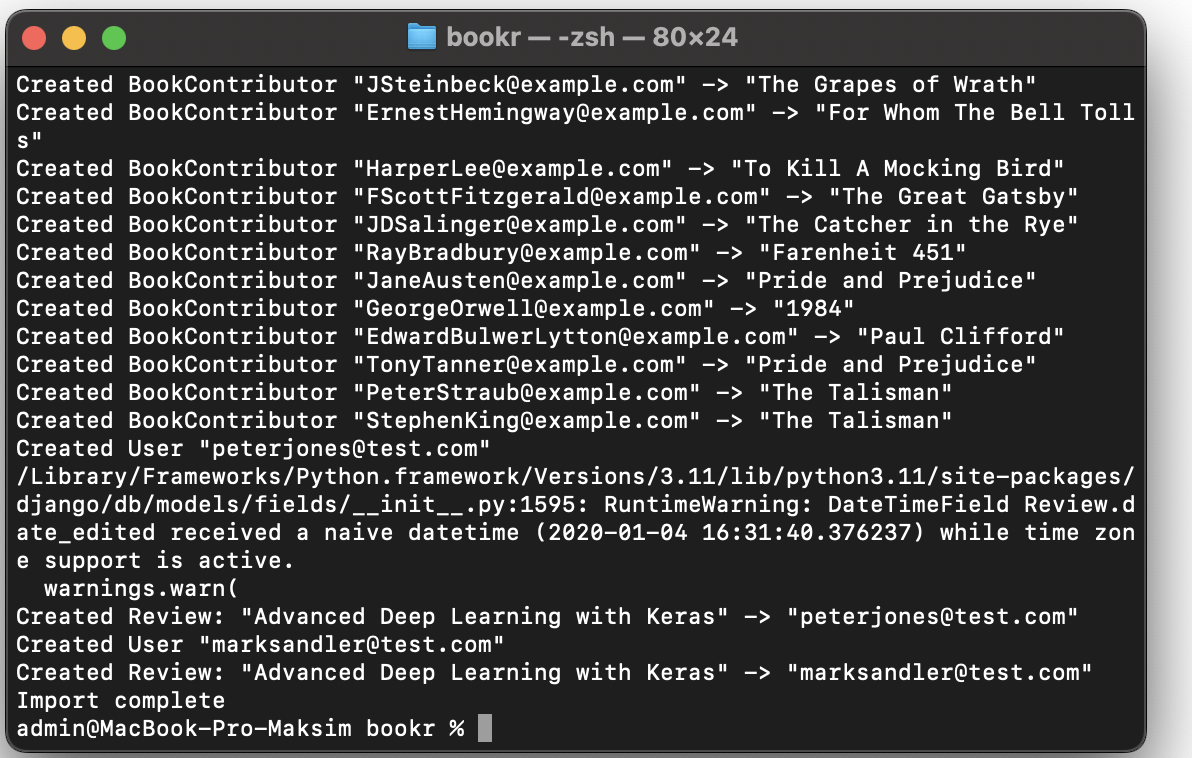 bookr — -zsh — 80×24
Created BookContributor "JSteinbeck@example.com" -> "The Grapes of Wrath"
Created BookContributor "ErnestHemingway@example.com" -> "For Whom The Bell Toll
s"
Created BookContributor "HarperLee@example.com" -> "To Kill A Mocking Bird"
Created BookContributor "FScottFitzgerald@example.com" -> "The Great Gatsby"
Created BookContributor "JDSalinger@example.com" -> "The Catcher in the Rye"
Created BookContributor "RayBradbury@example.com" -> "Farenheit 451"
Created BookContributor "JaneAusten@example.com" -> "Pride and Prejudice"
Created BookContributor "GeorgeOrwell@example.com" -> "1984"
Created BookContributor "EdwardBulwerLytton@example.com" -> "Paul Clifford"
Created BookContributor "TonyTanner@example.com" -> "Pride and Prejudice"
Created BookContributor "PeterStraub@example.com" -> "The Talisman"
Created BookContributor "StephenKing@example.com" -> "The Talisman"
Created User "peterjones@test.com"
/Library/Frameworks/Python.framework/Versions/3.11/lib/python3.11/site-packages/
django/db/models/fields/__init__.py:1595: RuntimeWarning: DateTimeField Review.d
ate_edited received a naive datetime (2020-01-04 16:31:40.376237) while time zon
e support is active.
  warnings.warn(
Created Review: "Advanced Deep Learning with Keras" -> "peterjones@test.com"
Created User "marksandler@test.com"
Created Review: "Advanced Deep Learning with Keras" -> "marksandler@test.com"
Import complete
admin@MacBook-Pro-Maksim bookr %